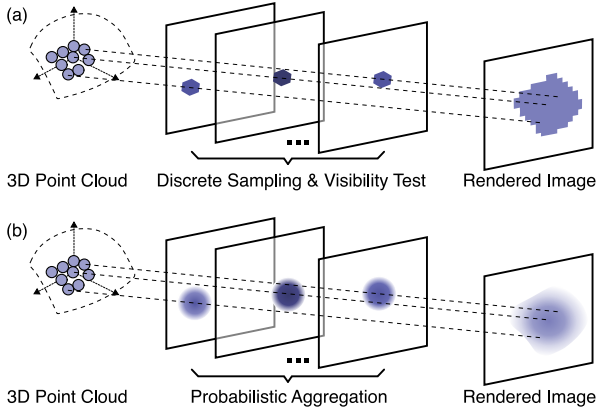 (a)
3D Point Cloud
Discrete Sampling & Visibility Test
Rendered Image
(b)
3D Point Cloud
Probabilistic Aggregation
Rendered Image